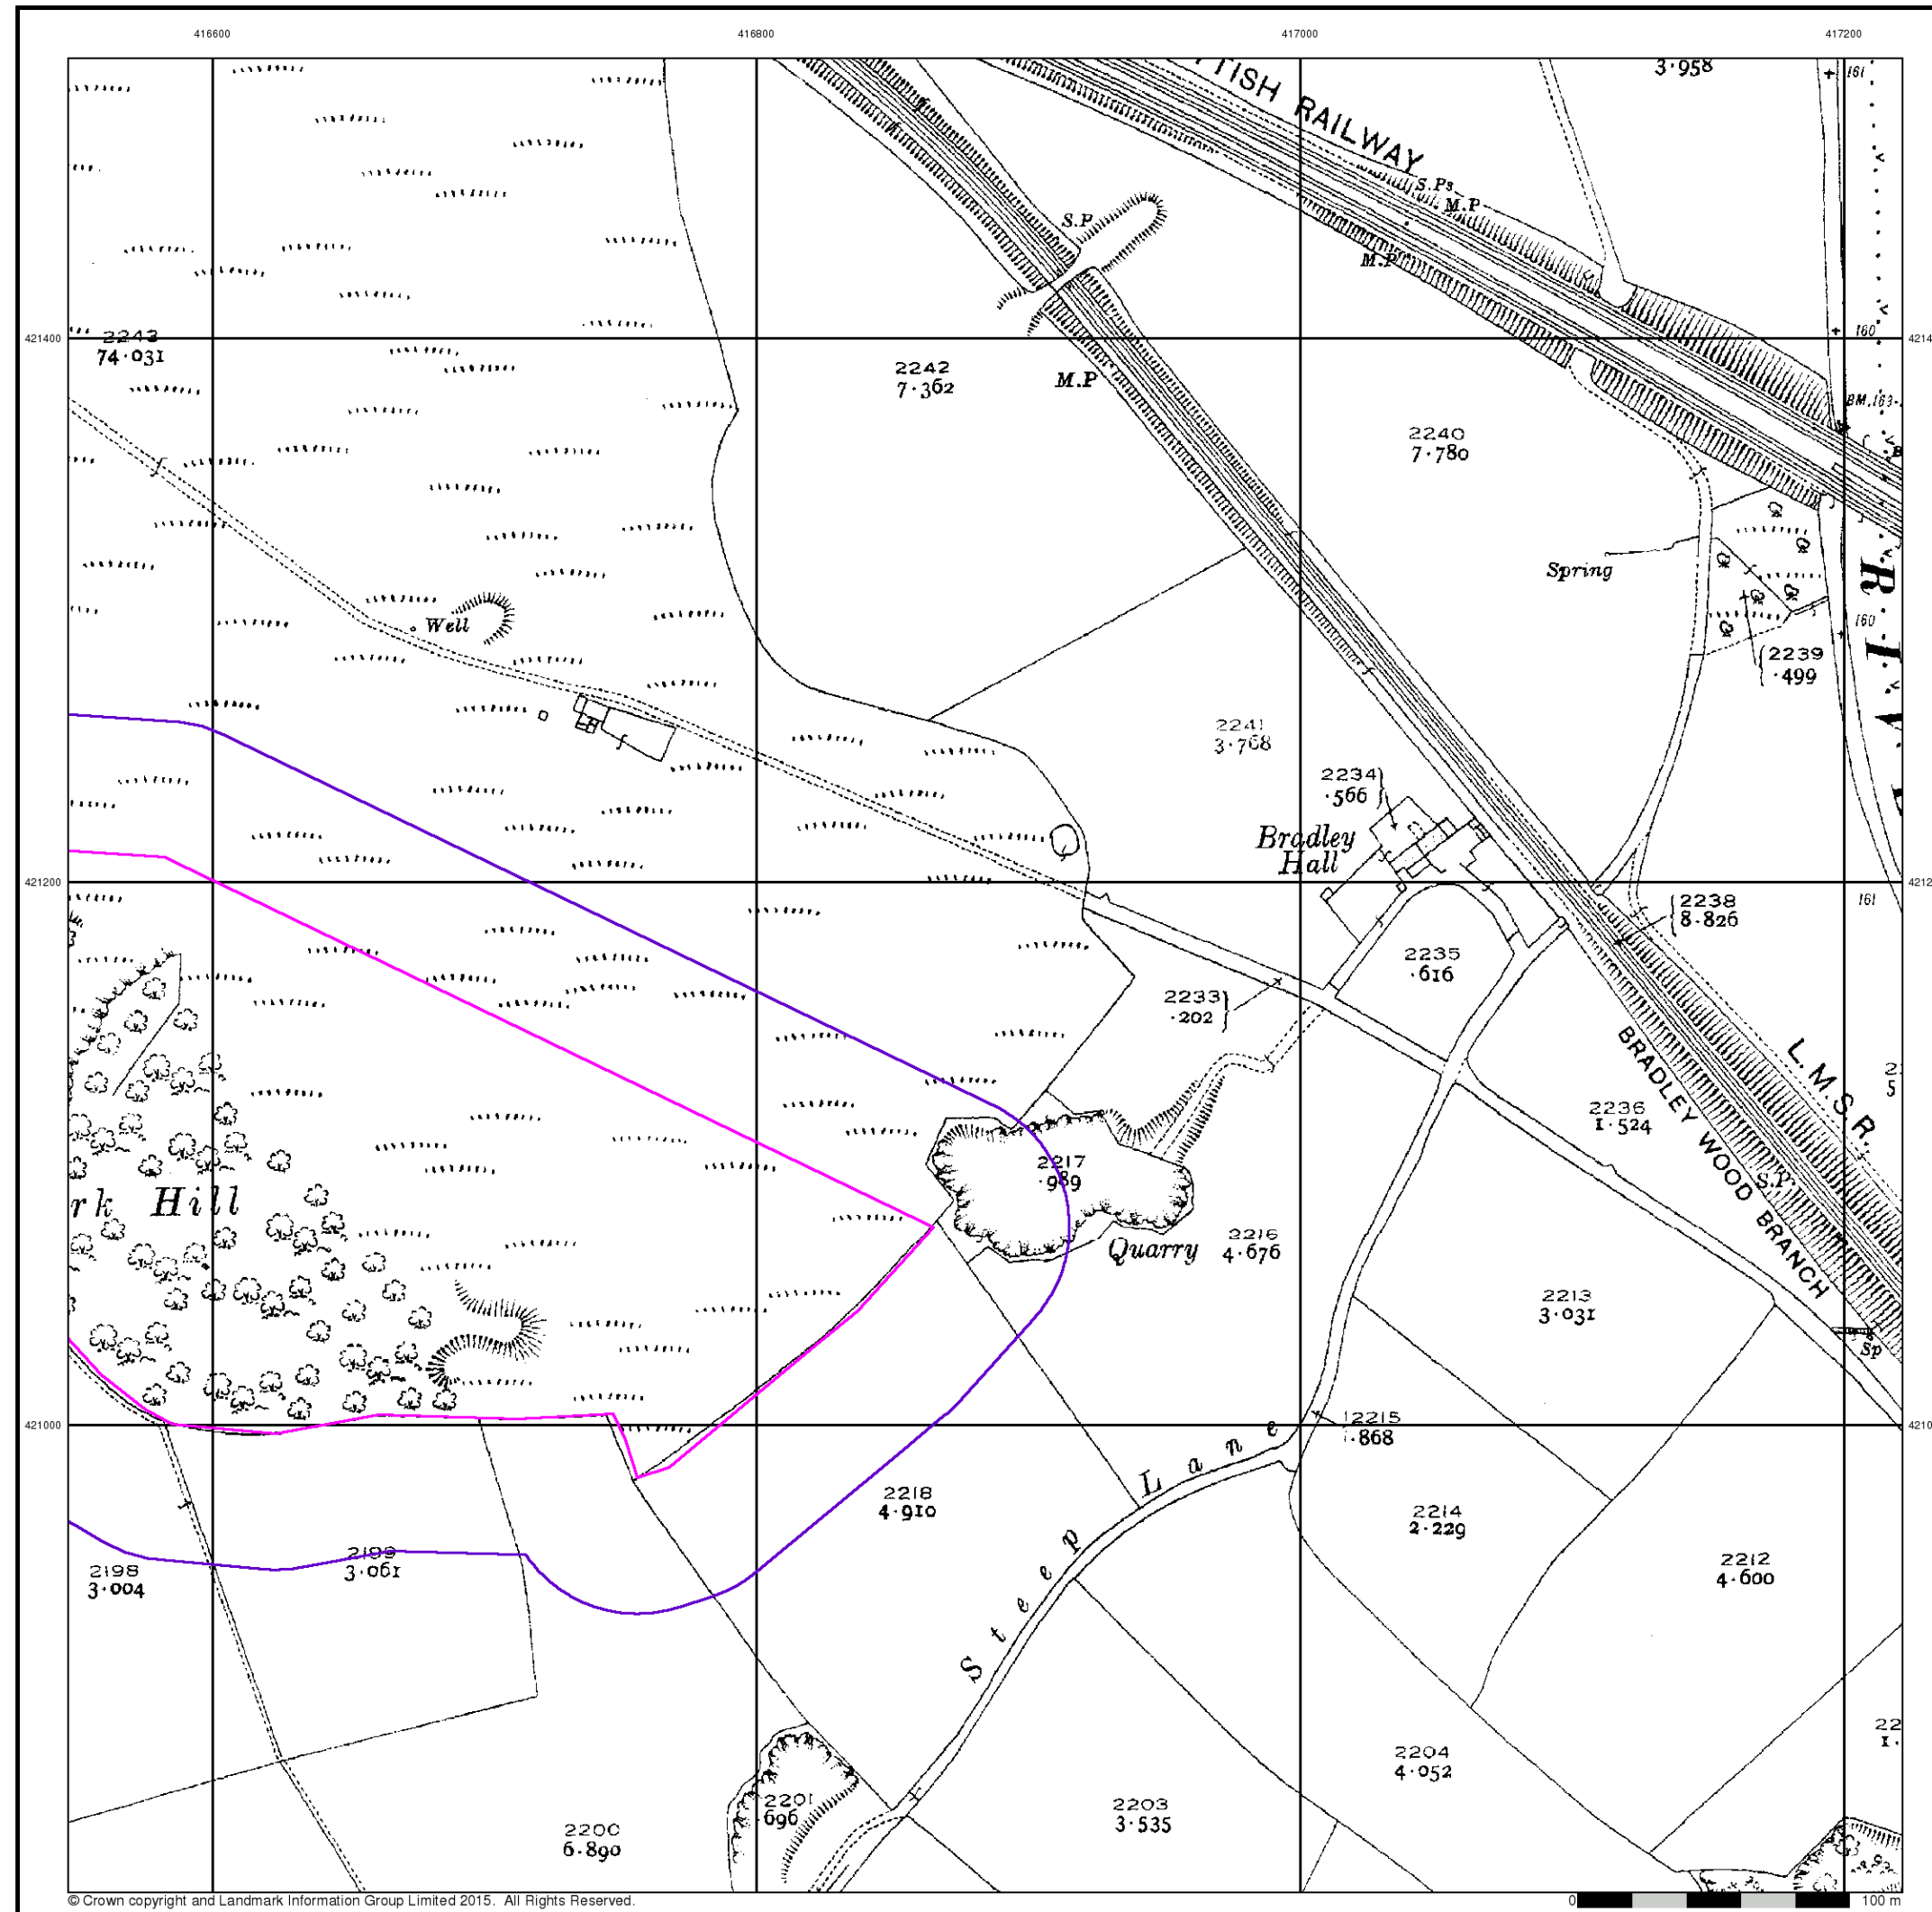 416600
416800
417000
417200
TISH RAILWAY
3·958
161
S.Ps
M.P
S.P
M.P
421400
2243
74·031
160
2242
7·362
M.P
BM.163
2240
7·780
Spring
Well
160
2239
·499
2241
3·768
2234
·566
Bradley
Hall
421200
2238
8·826
161
2235
·616
2233
·202
BRADLEY WOOD BRANCH
L.M.S.R.
2236
1·524
2217
·989
S.P
rk Hill
Quarry
2216
4·676
2213
3·031
Sp
421000
2215
·868
Steep Lane
2218
4·910
2214
2·229
2198
3·004
2199
3·061
2212
4·600
2204
4·052
2201
·696
2203
3·535
2200
6·890
© Crown copyright and Landmark Information Group Limited 2015. All Rights Reserved.
0
100 m